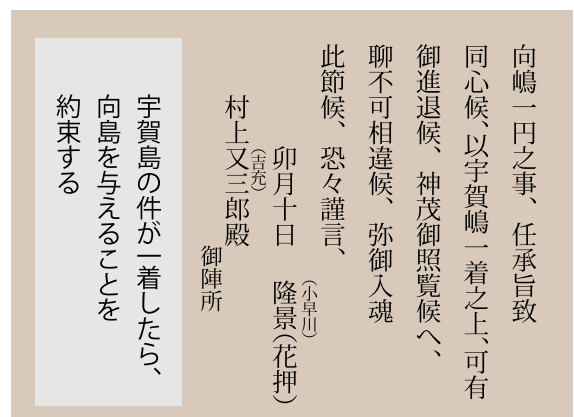 向嶋一円之事、任承旨致
同心候、以宇賀嶋一着之上、可有
御進退候、神茂御照覧候へ、
聊不可相違候、弥御入魂
此節候、恐々謹言、
(小早川)
卯月十日 隆景(花押)
(吉充)
村上又三郎殿
御陣所
宇賀島の件が一着したら、
向島を与えることを
約束する